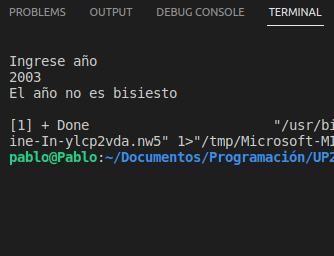 PROBLEMS OUTPUT DEBUG CONSOLE TERMINAL
Ingrese año
2003
El año no es bisiesto
[1] + Done "/usr/bi
ine-In-ylcp2vda.nw5" 1>"/tmp/Microsoft-MI
pablo@Pablo:~/Documentos/Programación/UP2